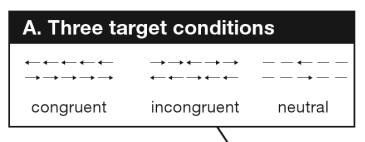 A. Three target conditions
congruent incongruent neutral